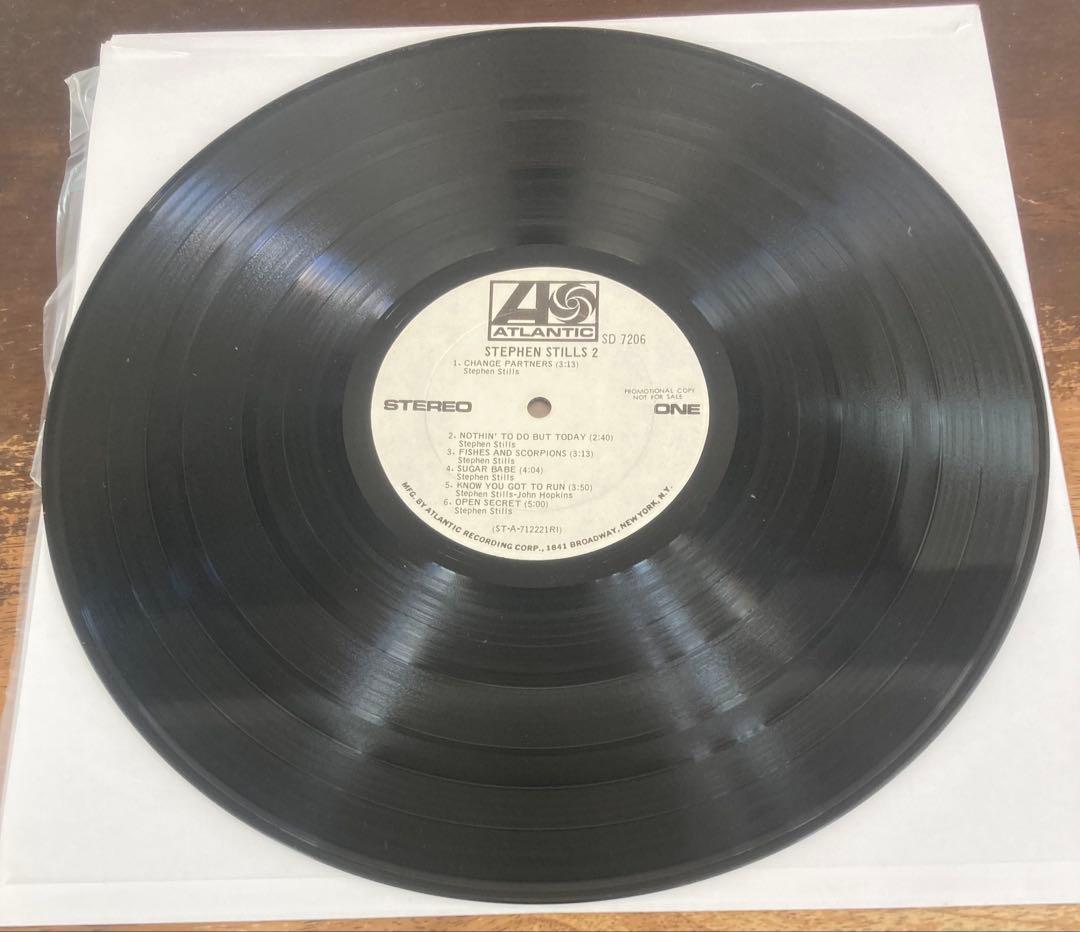 ATLANTIC
SD 7206
STEPHEN STILLS 2
1. CHANGE PARTNERS (3:13)
Stephen Stills
PROMOTIONAL COPY
NOT FOR SALE
STEREO
ONE
2. NOTHIN' TO DO BUT TODAY (2:40)
Stephen Stills
3. FISHES AND SCORPIONS (3:13)
Stephen Stills
4. SUGAR BABE (4:04)
Stephen Stills
5. KNOW YOU GOT TO RUN (3:50)
Stephen Stills-John Hopkins
6. OPEN SECRET (5:00)
Stephen Stills
(ST-A-712221RI)
MFG. BY ATLANTIC RECORDING CORP., 1841 BROADWAY, NEW YORK, N.Y.